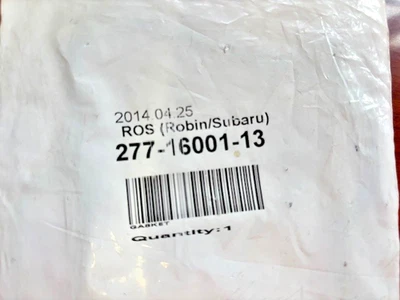 2014 04 25
ROS (Robin/Subaru)
277-16001-13
GASKET
Quantity: 1